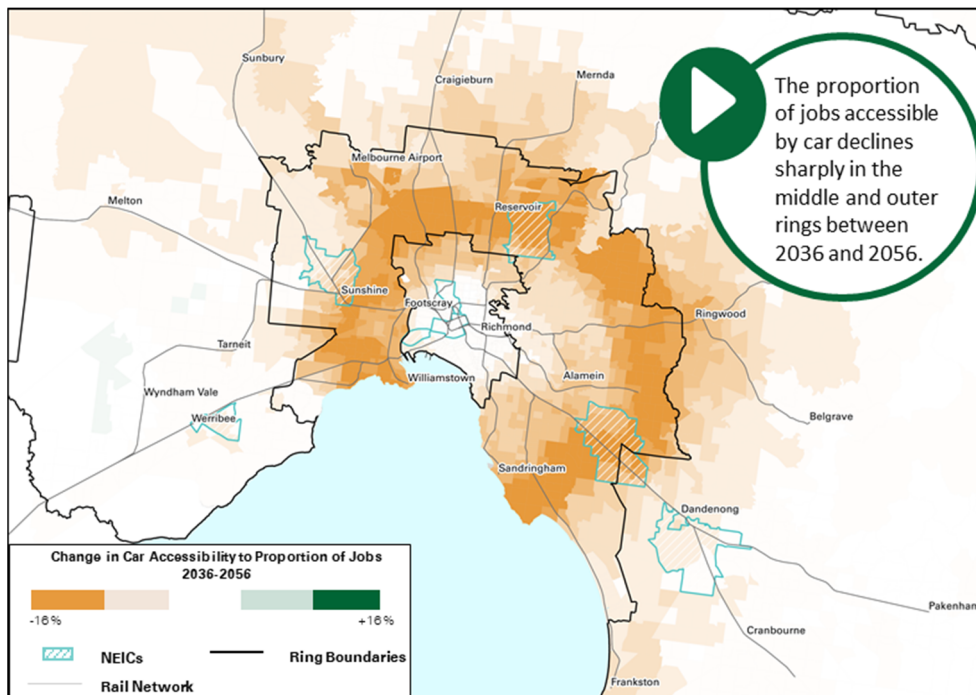 Sunbury
Craigieburn
Mernda
The proportion
of jobs accessible
by car declines
sharply in the
middle and outer
rings between
2036 and 2056.
Melbourne Airport
Melton
Reservoir
Sunshine
Footscray
Richmond
Ringwood
Tarneit
Williamstown
Alamein
Wyndham Vale
Werribee
Belgrave
Sandringham
Dandenong
Pakenham
Cranbourne
Frankston
Change in Car Accessibility to Proportion of Jobs
2036-2056
-16% +16%
NEICs Ring Boundaries
Rail Network